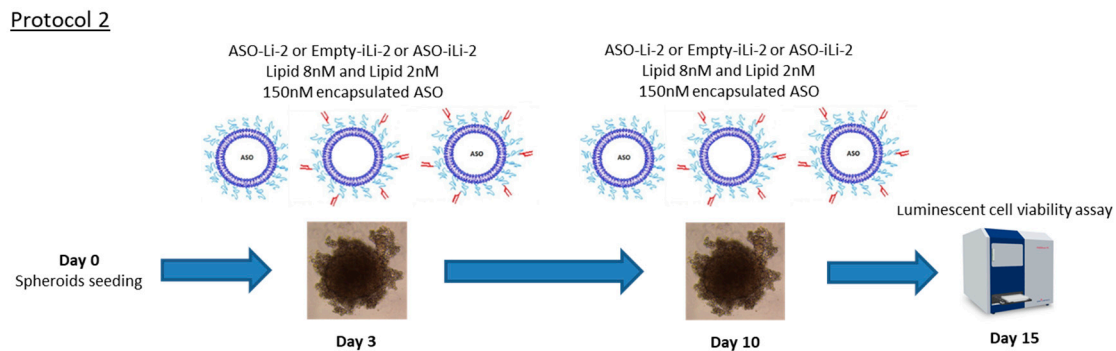 Protocol 2
ASO-Li-2 or Empty-iLi-2 or ASO-iLi-2
Lipid 8nM and Lipid 2nM
150nM encapsulated ASO
ASO
ASO
ASO-Li-2 or Empty-iLi-2 or ASO-iLi-2
Lipid 8nM and Lipid 2nM
150nM encapsulated ASO
ASO
ASO
Luminescent cell viability assay
Day 0
Spheroids seeding
Day 3
Day 10
Day 15